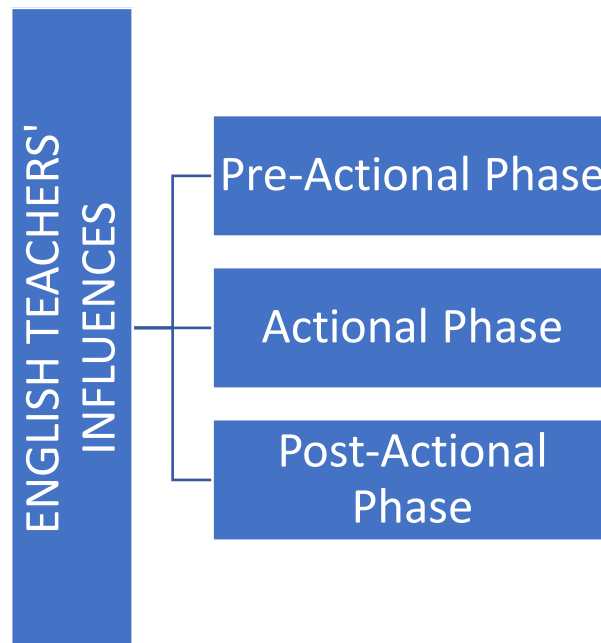 ENGLISH TEACHERS'
INFLUENCES
Pre-Actional Phase
Actional Phase
Post-Actional
Phase